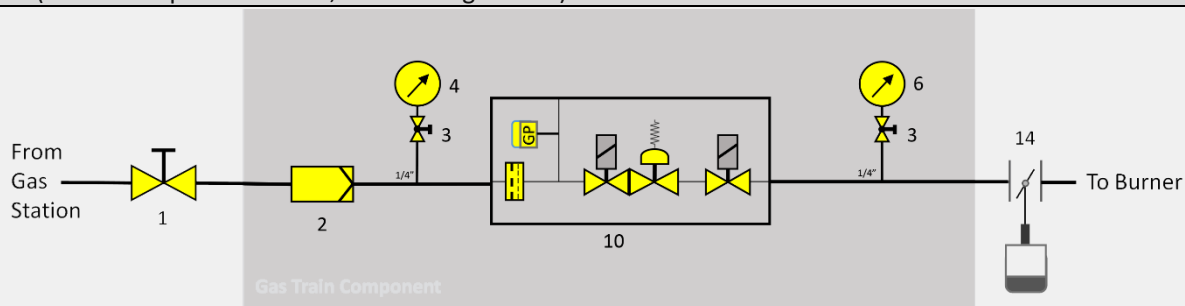 4
6
GP
3
3
14
From
Gas
Station
1/4"
1/4"
To Burner
1
2
10
Gas Train Component